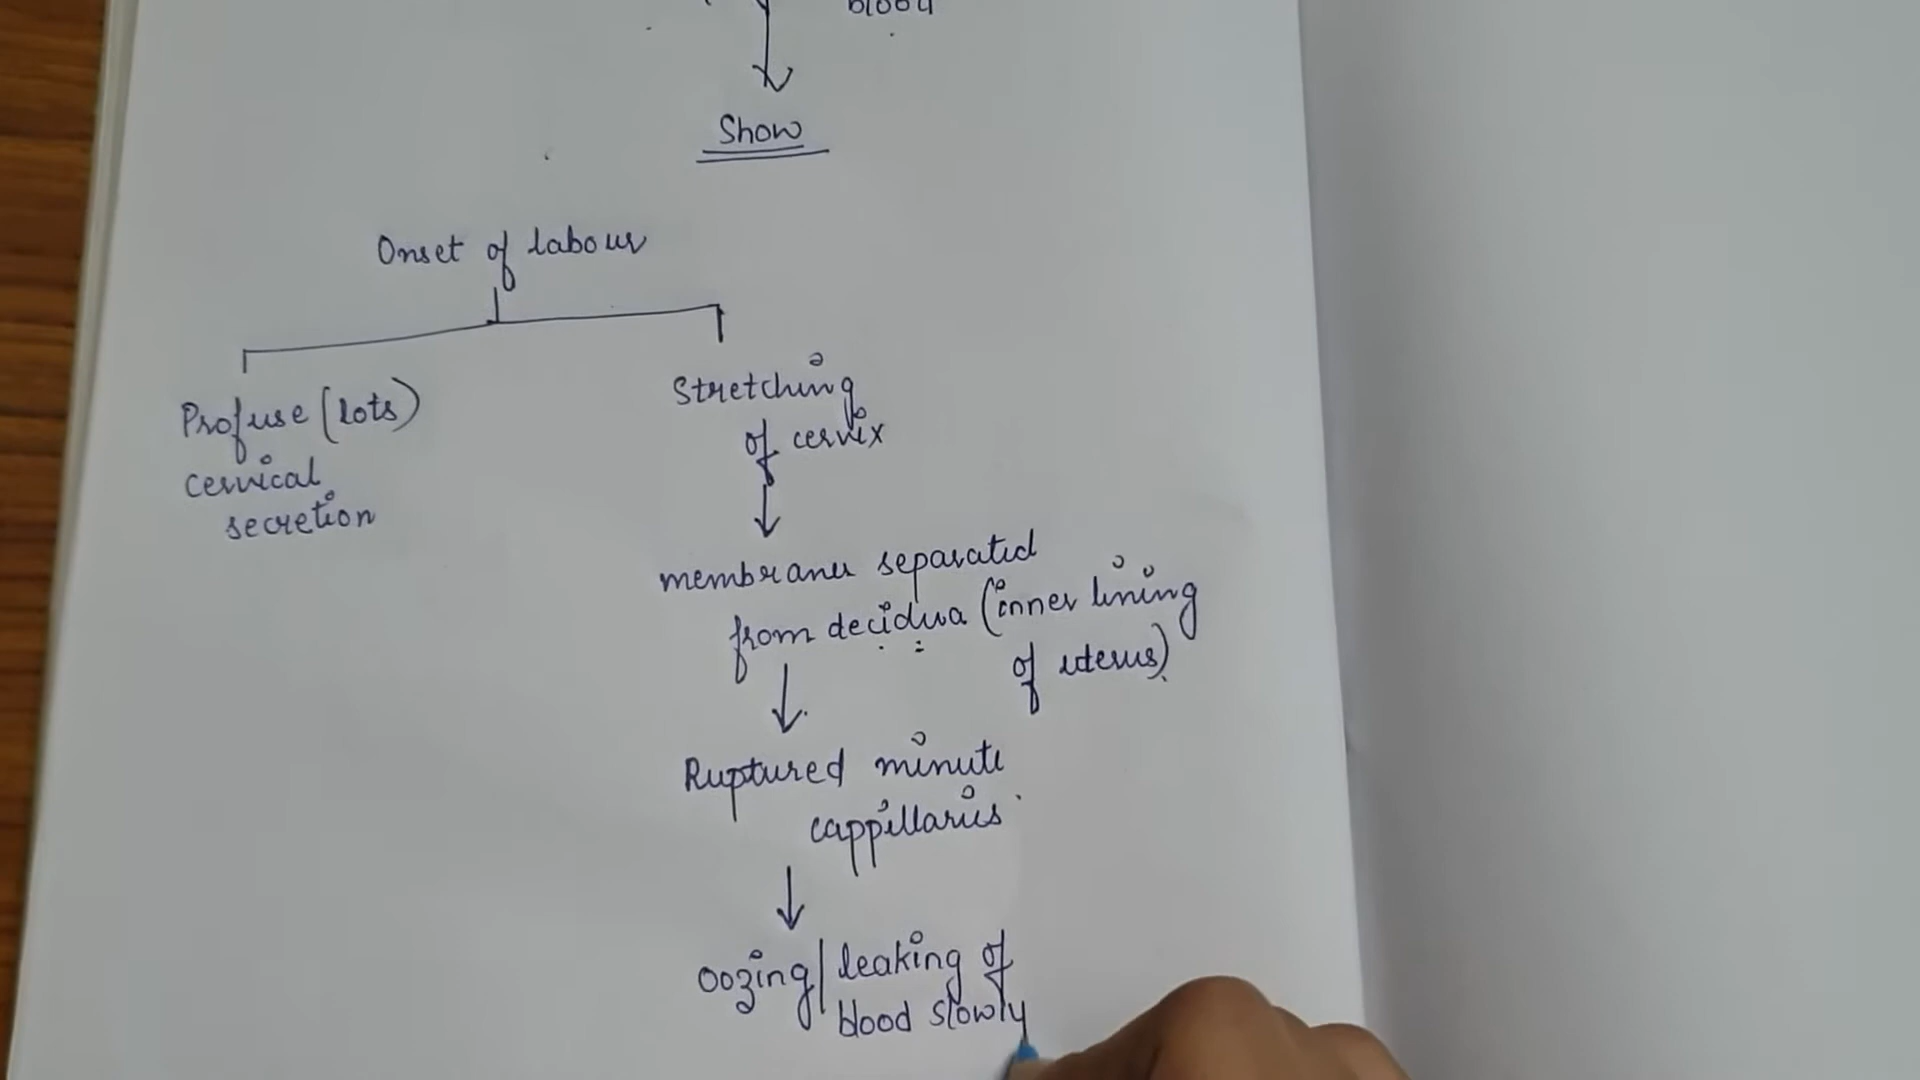 blood
Show
Onset of labour
Profuse (lots)
cervical
secretion
Stretching
of cervix
membranes separated
from decidua (inner lining
of uterus)
Ruptured minute
cappillaries
oozing/leaking of
blood slowly